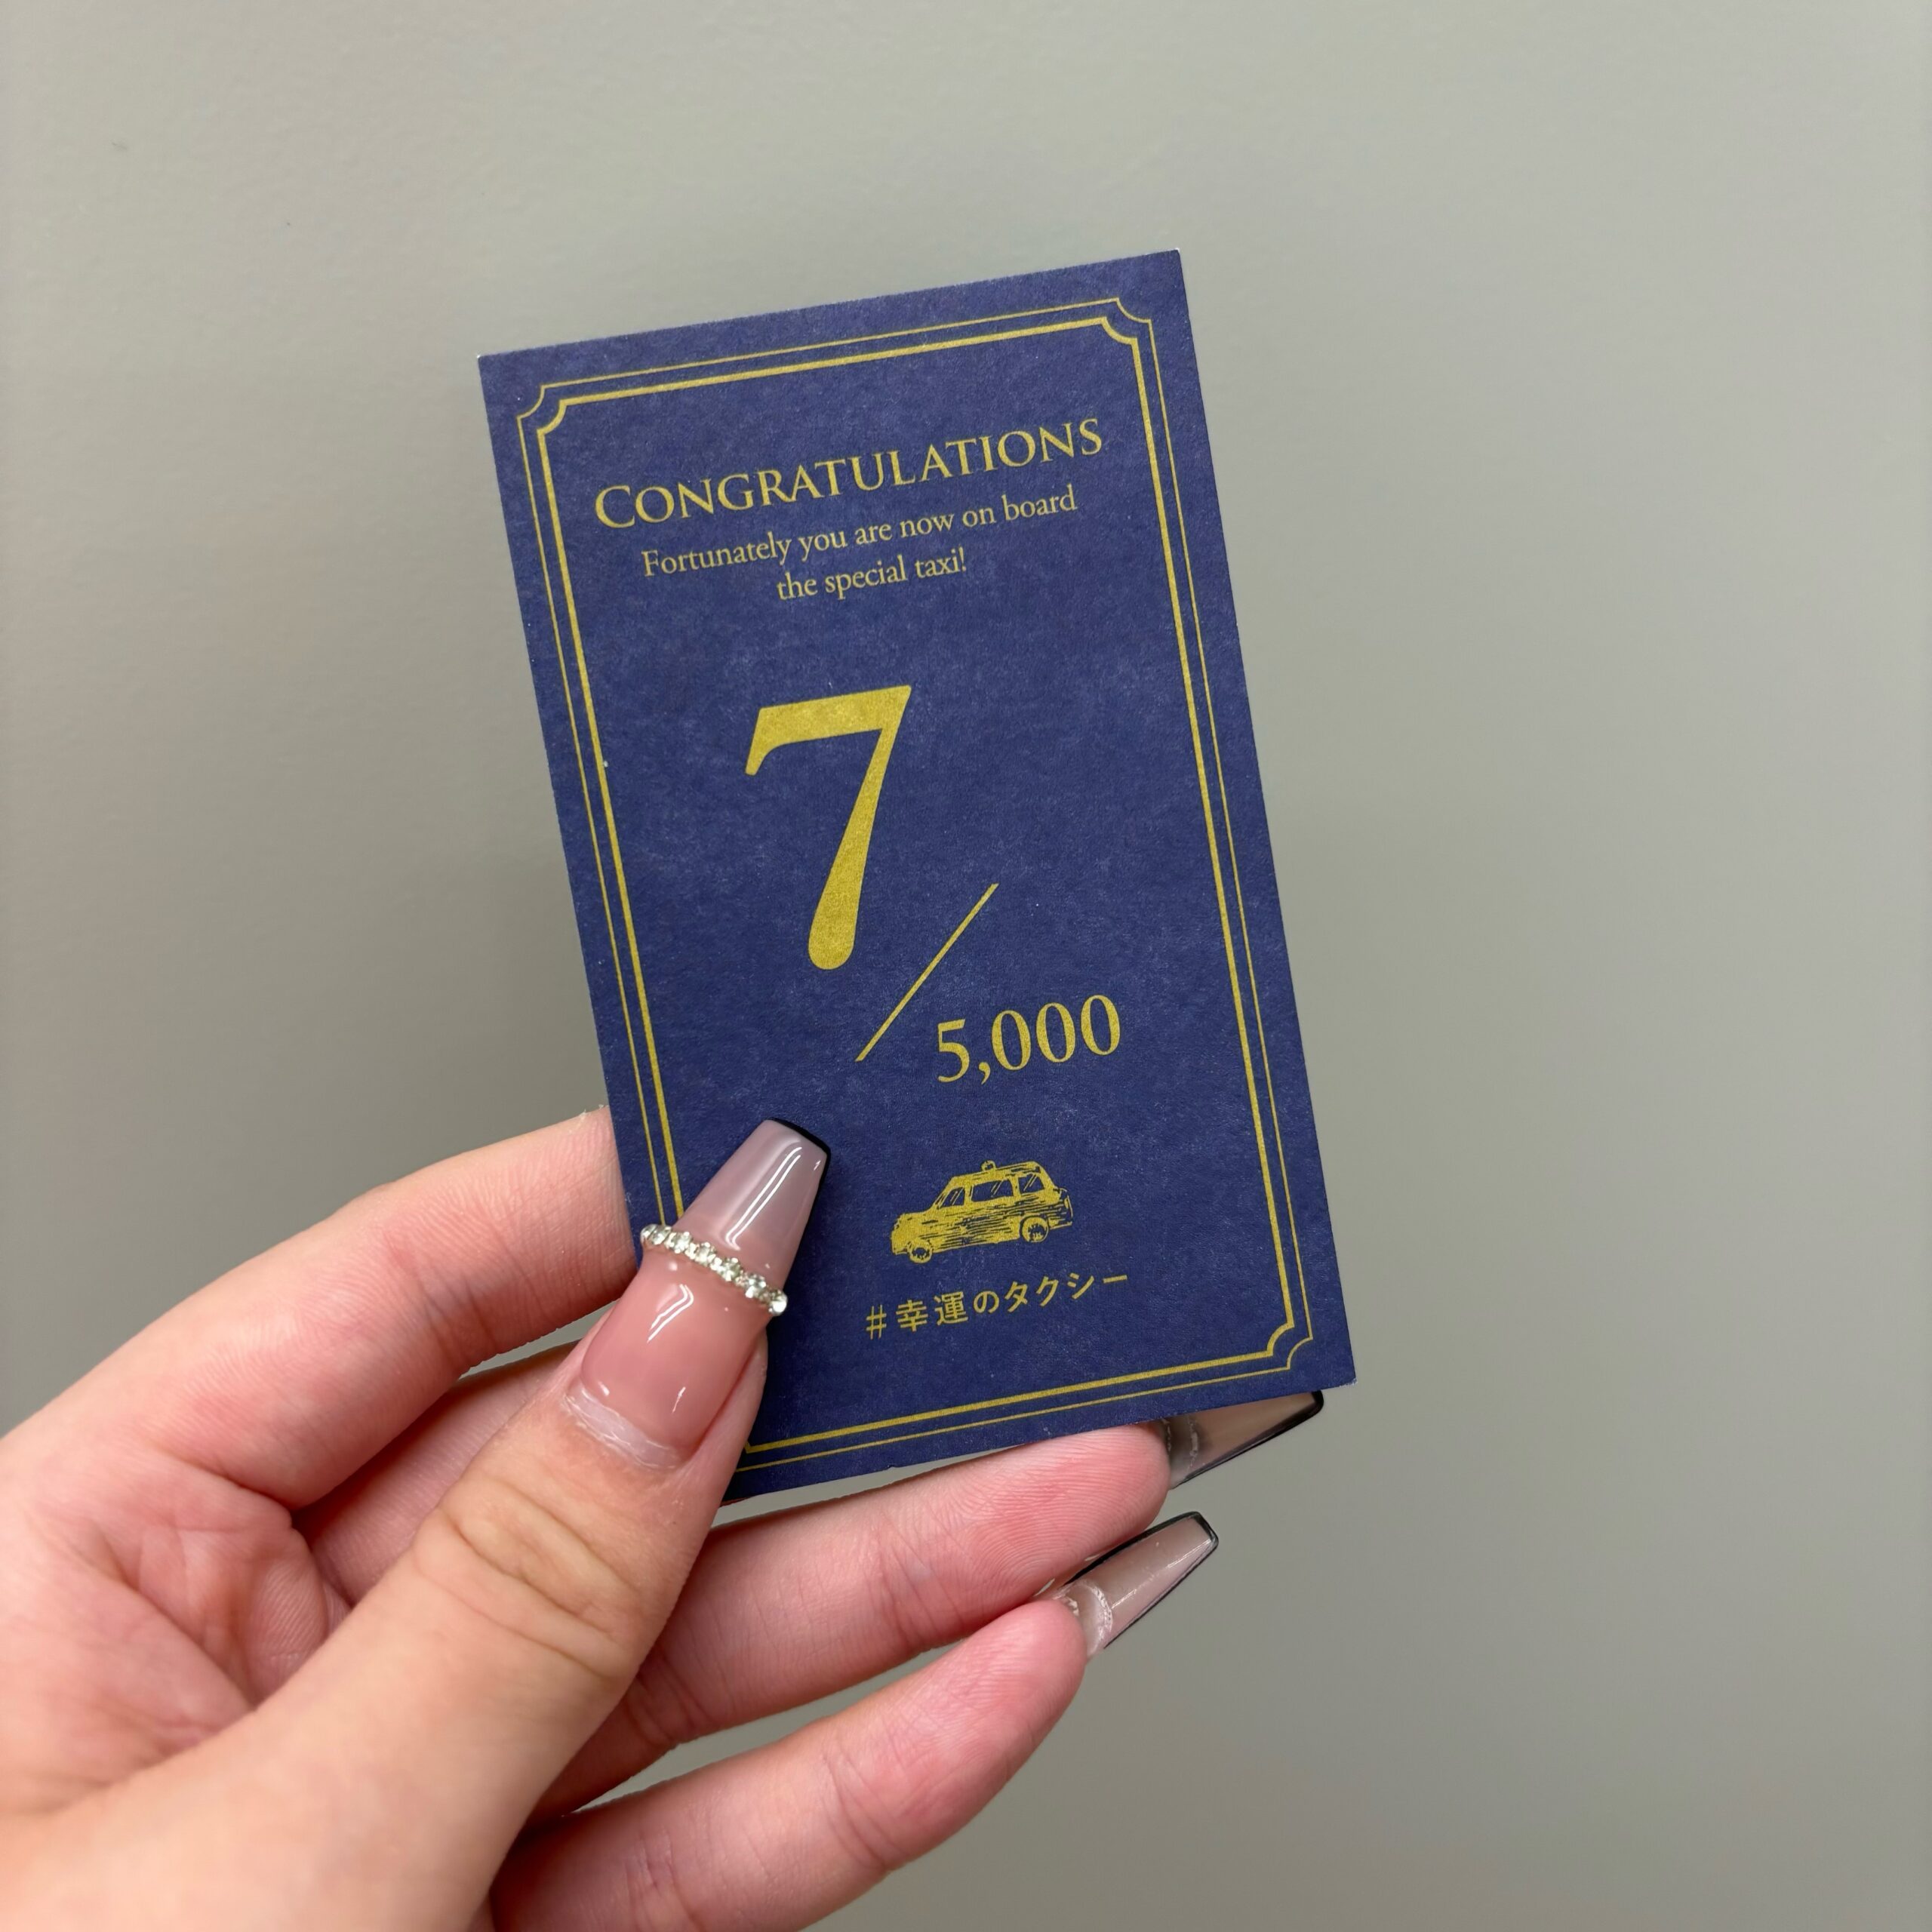 CONGRATULATIONS
Fortunately you are now on board
the special taxi!
7/5,000
#幸運のタクシー